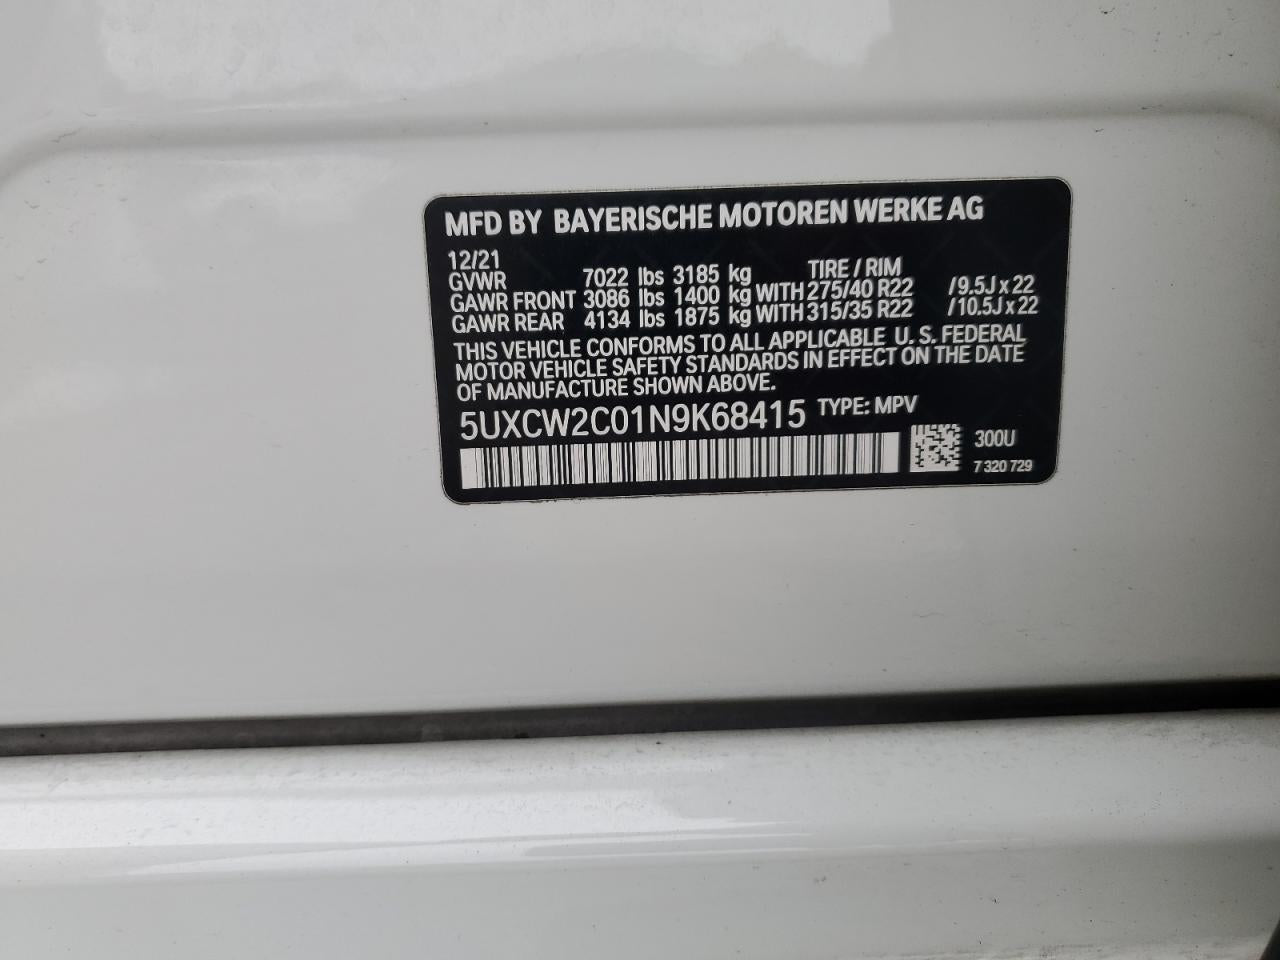 MFD BY BAYERISCHE MOTOREN WERKE AG
12/21 TIRE / RIM
GVWR 7022 lbs 3185 kg
GAWR FRONT 3086 lbs 1400 kg WITH 275/40 R22 /9.5J x 22
GAWR REAR 4134 lbs 1875 kg WITH 315/35 R22 /10.5J x 22
THIS VEHICLE CONFORMS TO ALL APPLICABLE U. S. FEDERAL
MOTOR VEHICLE SAFETY STANDARDS IN EFFECT ON THE DATE
OF MANUFACTURE SHOWN ABOVE.
5UXCW2C01N9K68415 TYPE: MPV
300U
7 320 729